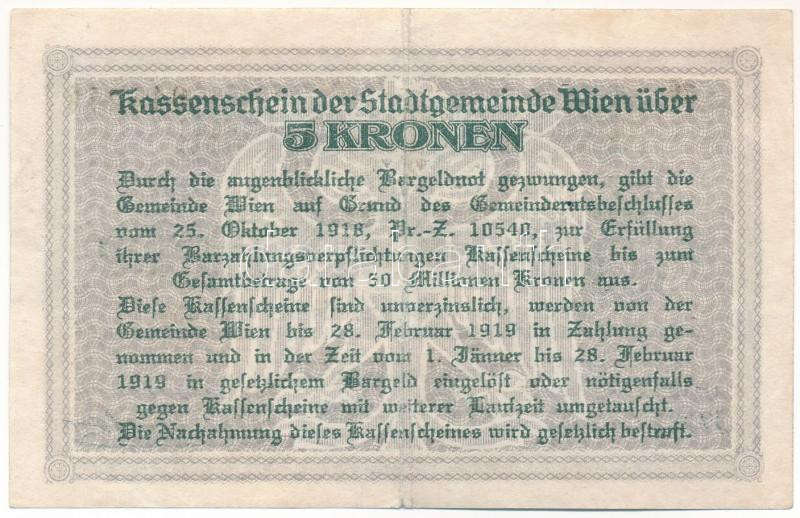 Kassenschein der Stadtgemeinde Wien über
5 KRONEN
Durch die augenblickliche Bargeldnot gezwungen, gibt die
Gemeinde Wien auf Grund des Gemeinderatsbeschlusses
vom 25. Oktober 1918, Pr.-Z. 10540, zur Erfüllung
ihrer Barzahlungsverpflichtungen Kassenscheine bis zum
Gesamtbetrage von 50 Millionen Kronen aus.
Diese Kassenscheine sind unverzinslich, werden von der
Gemeinde Wien bis 28. Februar 1919 in Zahlung ge-
nommen und in der Zeit vom 1. Jänner bis 28. Februar
1919 in gesetzlichem Bargeld eingelöst oder nötigenfalls
gegen Kassenscheine mit weiterer Laufzeit umgetauscht.
Die Nachahmung dieses Kassenscheines wird gesetzlich bestraft.